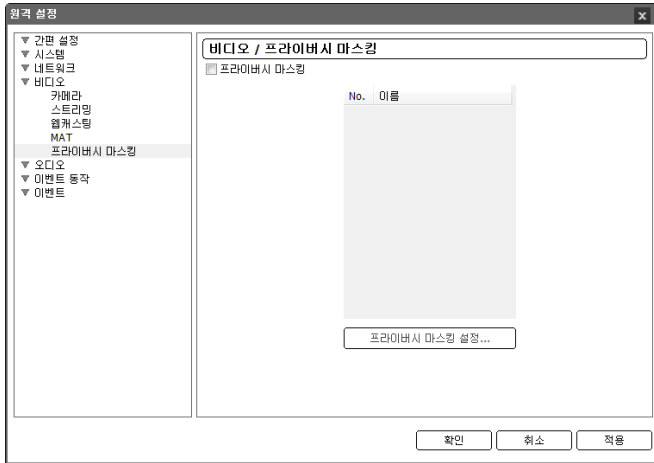 원격 설정
간편 설정
시스템
네트워크
비디오
카메라
스트리밍
웹캐스팅
MAT
프라이버시 마스킹
오디오
이벤트 동작
이벤트
비디오 / 프라이버시 마스킹
프라이버시 마스킹
No. 이름
프라이버시 마스킹 설정...
확인 취소 적용